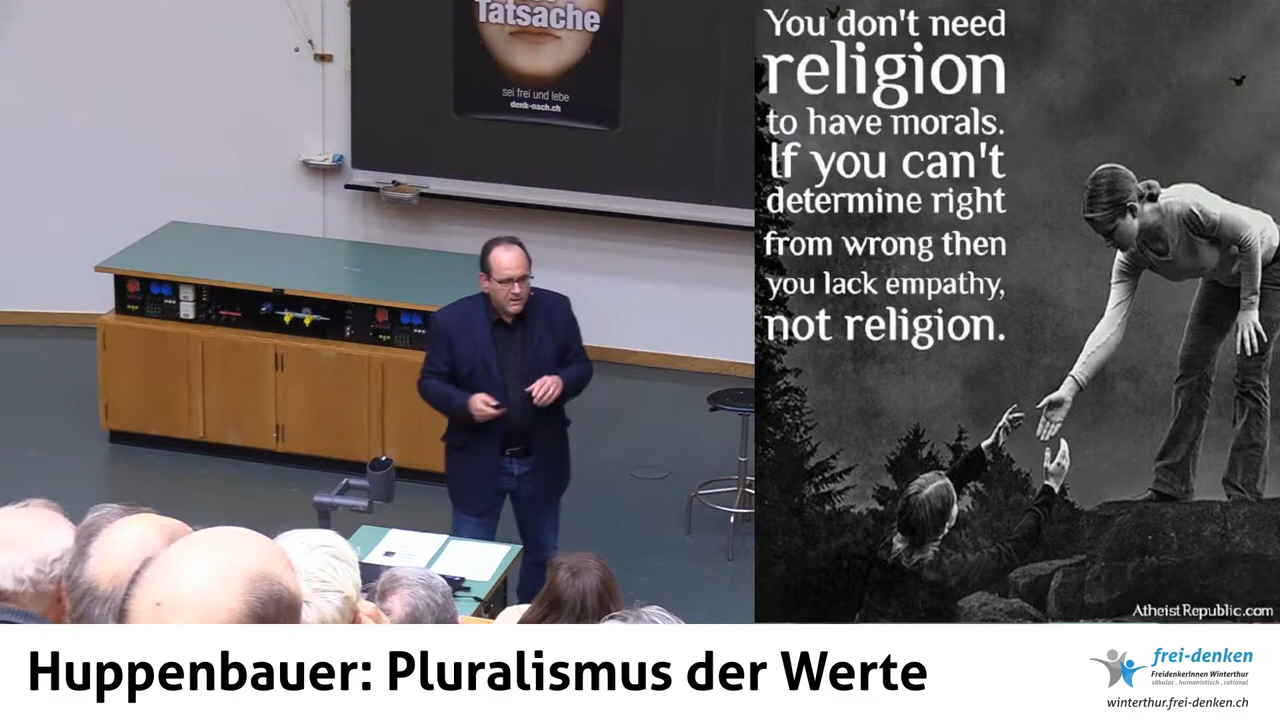 Tatsache
sei frei und lebe
denk-nach.ch
You don't need
religion
to have morals.
If you can't
determine right
from wrong then
you lack empathy,
not religion.
AtheistRepublic.com
Huppenbauer: Pluralismus der Werte
frei-denken
FreidenkerInnen Winterthur
säkular . humanistisch . rational
winterthur.frei-denken.ch